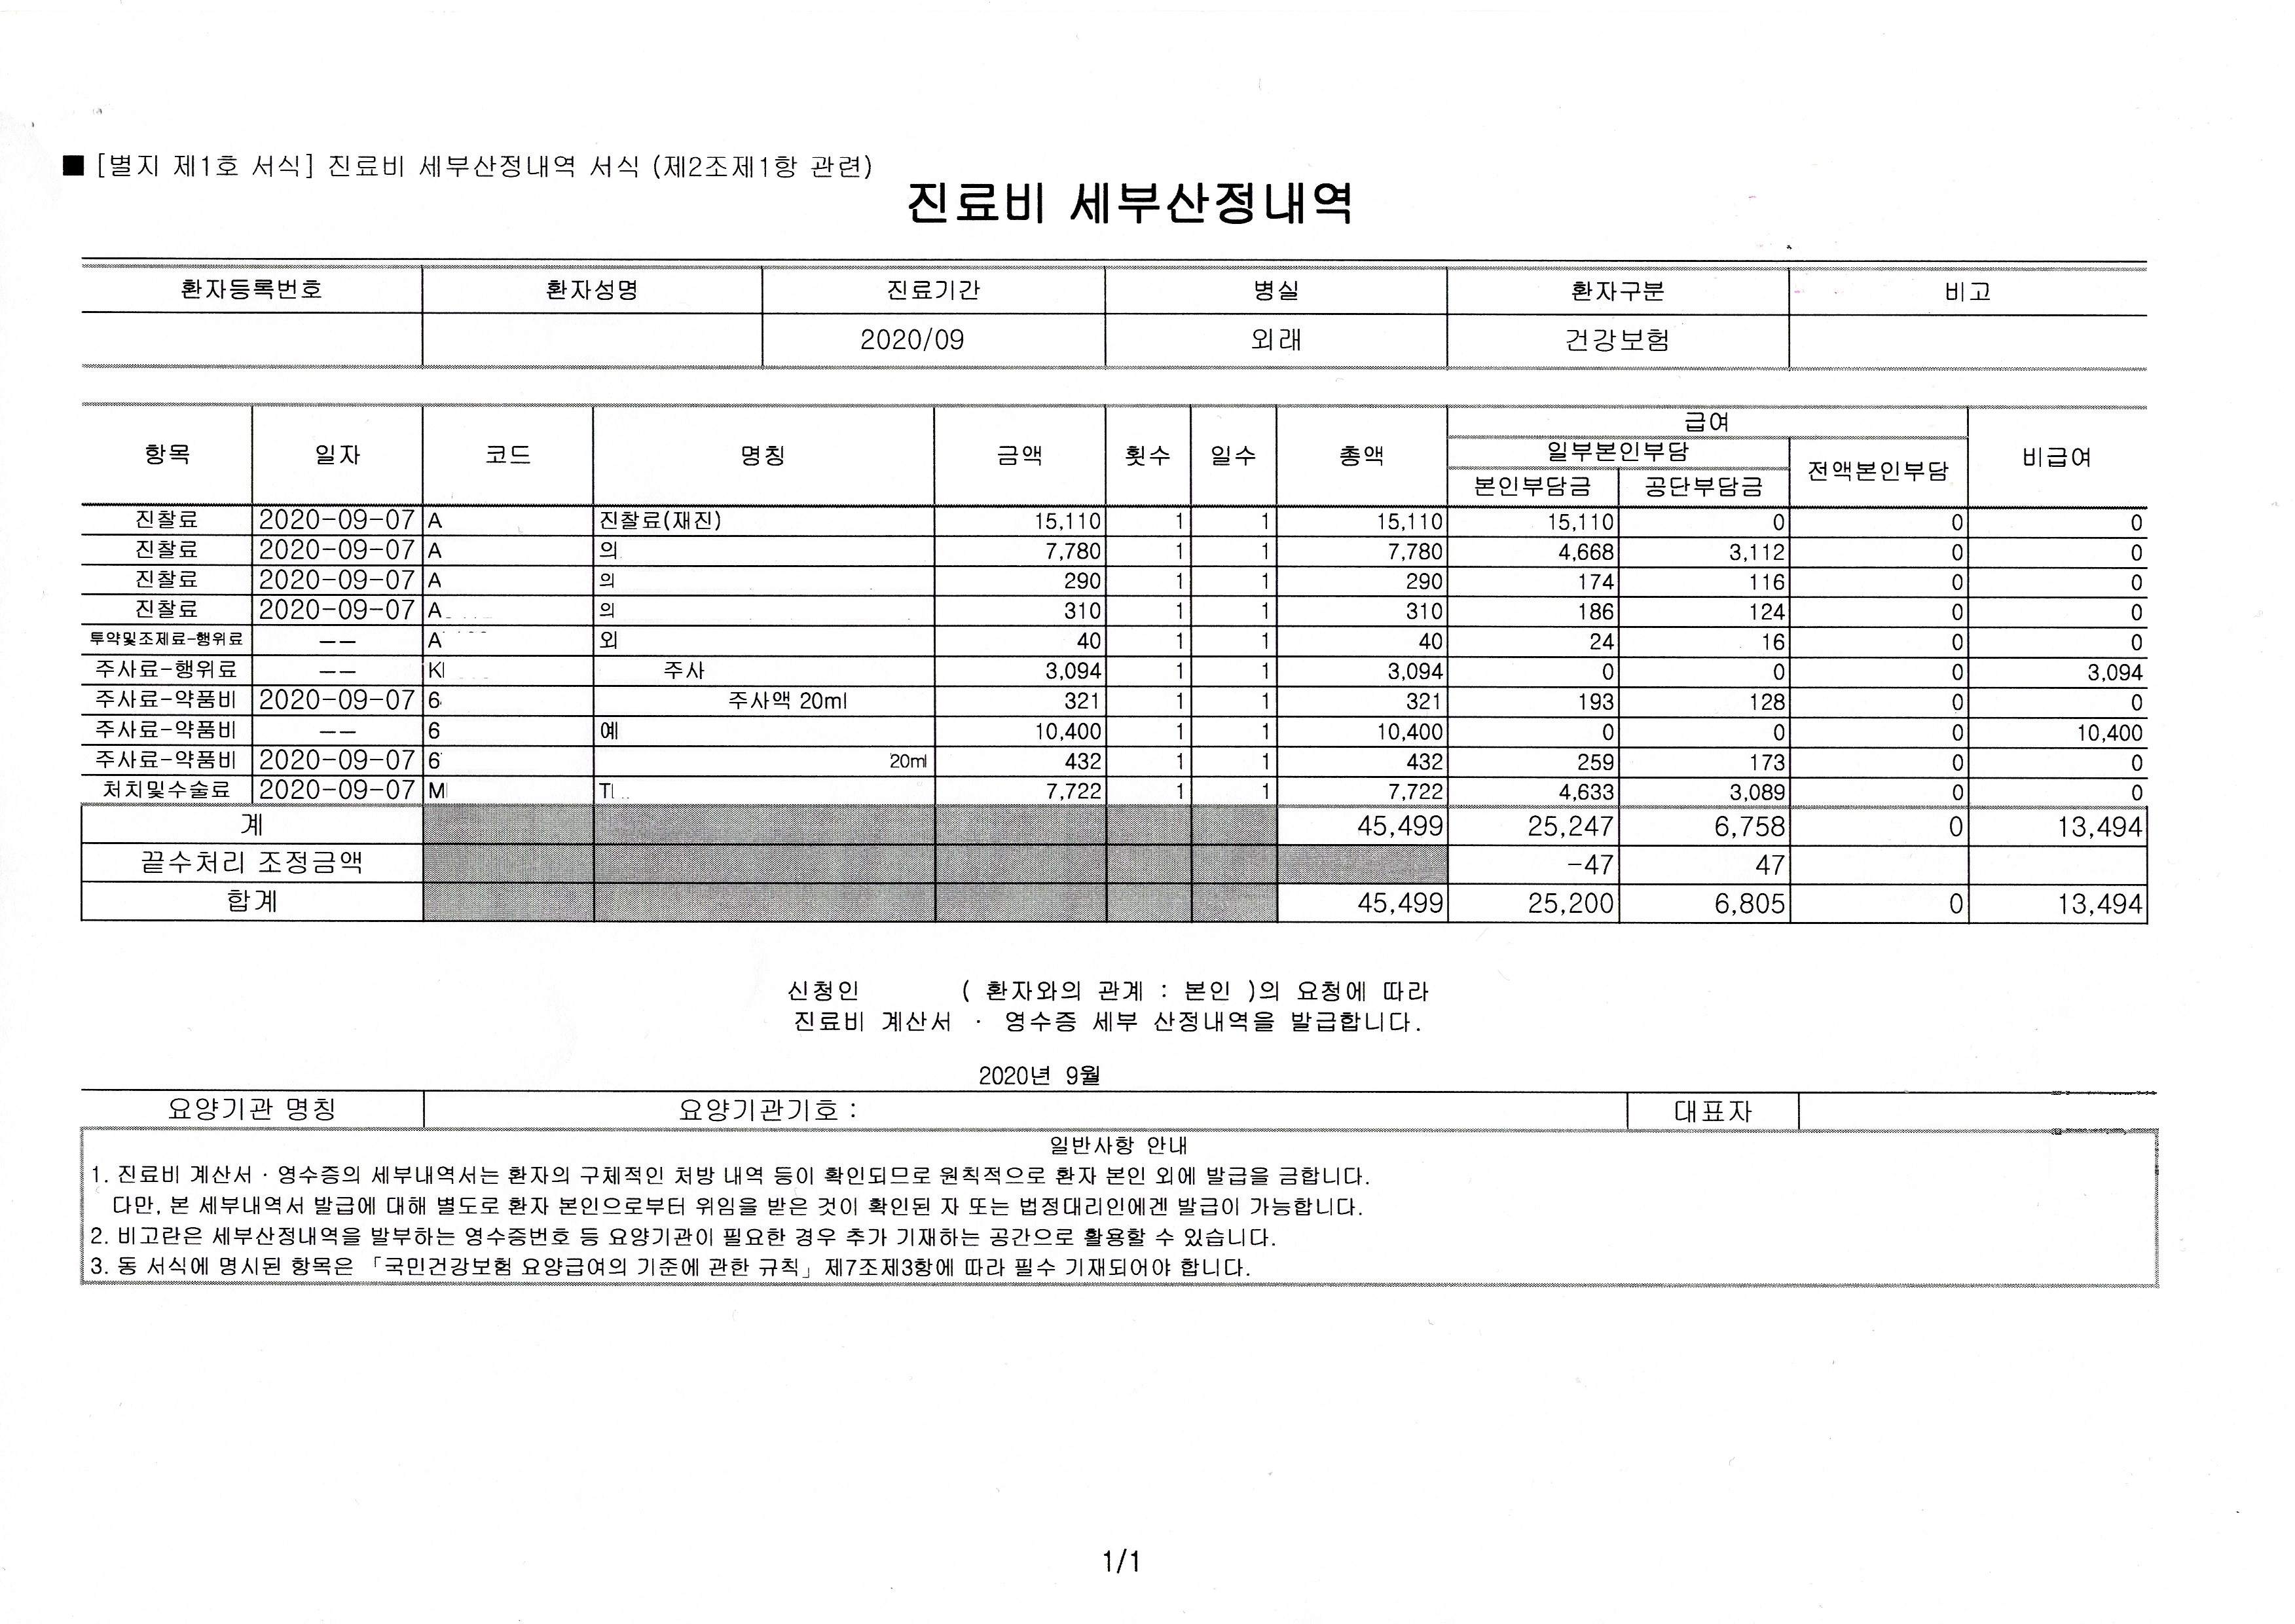 ■ [별지 제1호 서식] 진료비 세부산정내역 서식 (제2조제1항 관련)
진료비 세부산정내역
환자등록번호 환자성명 진료기간 병실 환자구분 비고
2020/09 외래 건강보험
급여
항목 일자 코드 명칭 금액 횟수 일수 총액 일부본인부담 전액본인부담 비급여
본인부담금 공단부담금
진찰료 2020-09-07 A 진찰료(재진) 15,110 1 1 15,110 15,110 0 0 0
진찰료 2020-09-07 A 의 7,780 1 1 7,780 4,668 3,112 0 0
진찰료 2020-09-07 A 의 290 1 1 290 174 116 0 0
진찰료 2020-09-07 A 의 310 1 1 310 186 124 0 0
투약및조제료-행위료 -- A 외 40 1 1 40 24 16 0 0
주사료-행위료 -- K 주사 3,094 1 1 3,094 0 0 0 3,094
주사료-약품비 2020-09-07 6 주사액 20ml 321 1 1 321 193 128 0 0
주사료-약품비 -- 6 예 10,400 1 1 10,400 0 0 0 10,400
주사료-약품비 2020-09-07 6 20ml 432 1 1 432 259 173 0 0
처치및수술료 2020-09-07 M T 7,722 1 1 7,722 4,633 3,089 0 0
계 45,499 25,247 6,758 0 13,494
끝수처리 조정금액 -47 47
합계 45,499 25,200 6,805 0 13,494
신청인 ( 환자와의 관계 : 본인 )의 요청에 따라
진료비 계산서 · 영수증 세부 산정내역을 발급합니다.
2020년 9월
요양기관 명칭 요양기관기호 : 대표자
일반사항 안내
1. 진료비 계산서 · 영수증의 세부내역서는 환자의 구체적인 처방 내역 등이 확인되므로 원칙적으로 환자 본인 외에 발급을 금합니다.
다만, 본 세부내역서 발급에 대해 별도로 환자 본인으로부터 위임을 받은 것이 확인된 자 또는 법정대리인에겐 발급이 가능합니다.
2. 비고란은 세부산정내역을 발부하는 영수증번호 등 요양기관이 필요한 경우 추가 기재하는 공간으로 활용할 수 있습니다.
3. 동 서식에 명시된 항목은 「국민건강보험 요양급여의 기준에 관한 규칙」 제7조제3항에 따라 필수 기재되어야 합니다.
1/1